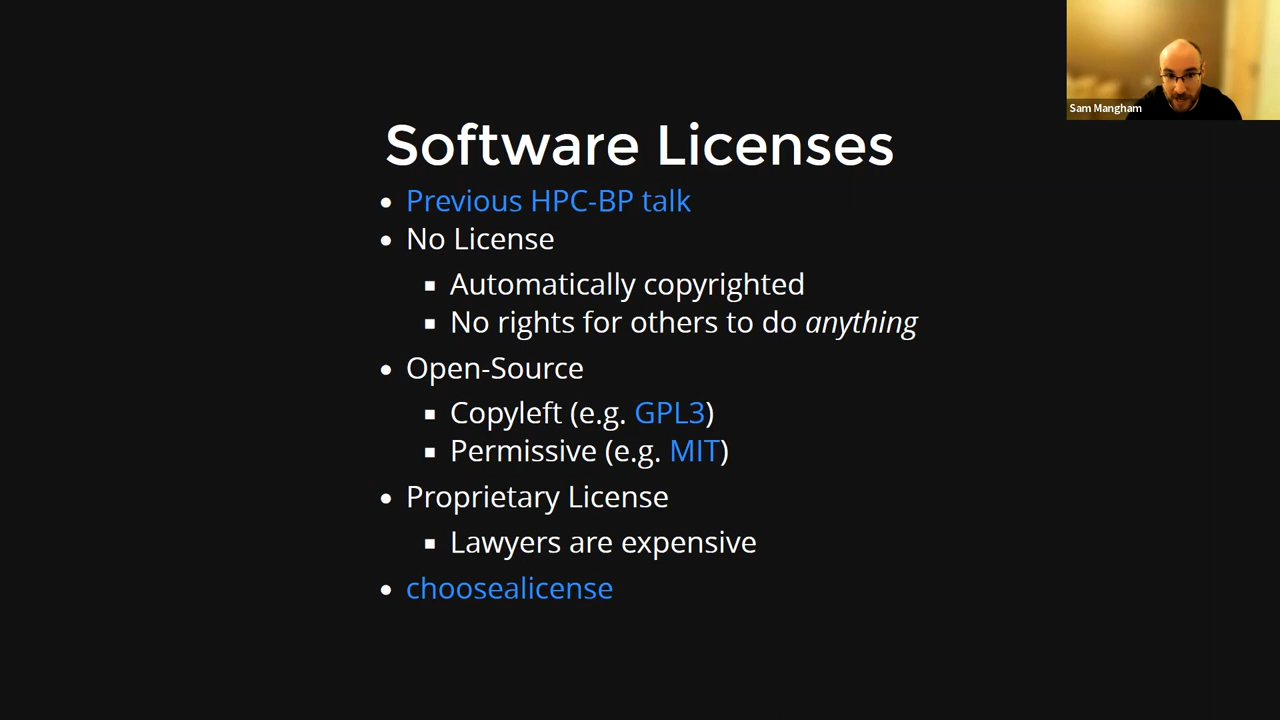 Sam Mangham
Software Licenses
Previous HPC-BP talk
No License
Automatically copyrighted
No rights for others to do anything
Open-Source
Copyleft (e.g. GPL3)
Permissive (e.g. MIT)
Proprietary License
Lawyers are expensive
choosealicense